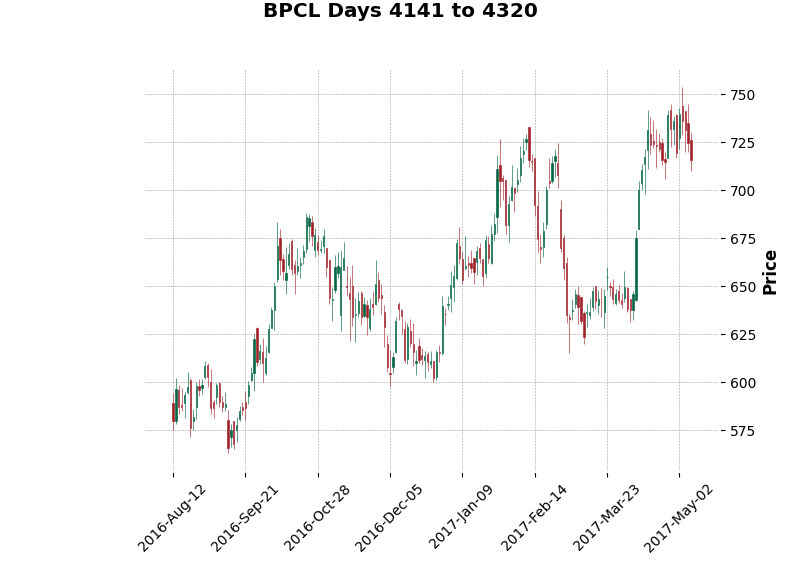 BPCL Days 4141 to 4320
750
725
700
675
650
625
600
575
Price
2016-Aug-12
2016-Sep-21
2016-Oct-28
2016-Dec-05
2017-Jan-09
2017-Feb-14
2017-Mar-23
2017-May-02